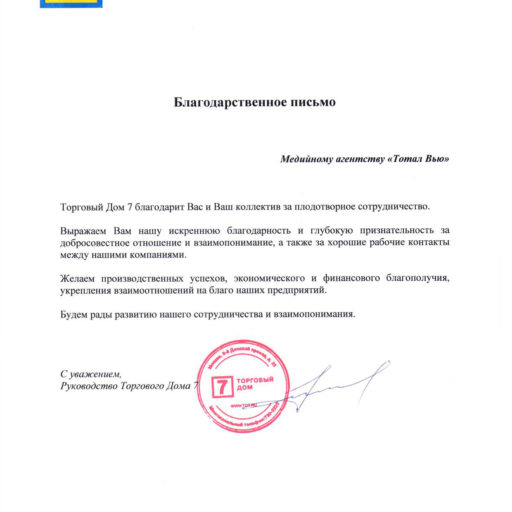 Благодарственное письмо
Медийному агентству «Тотал Вью»
Торговый Дом 7 благодарит Вас и Ваш коллектив за плодотворное сотрудничество.
Выражаем Вам нашу искреннюю благодарность и глубокую признательность за
добросовестное отношение и взаимопонимание, а также за хорошие рабочие контакты
между нашими компаниями.
Желаем производственных успехов, экономического и финансового благополучия,
укрепления взаимоотношений на благо наших предприятий.
Будем рады развитию нашего сотрудничества и взаимопонимания.
С уважением,
Руководство Торгового Дома 7
7 ТОРГОВЫЙ
ДОМ